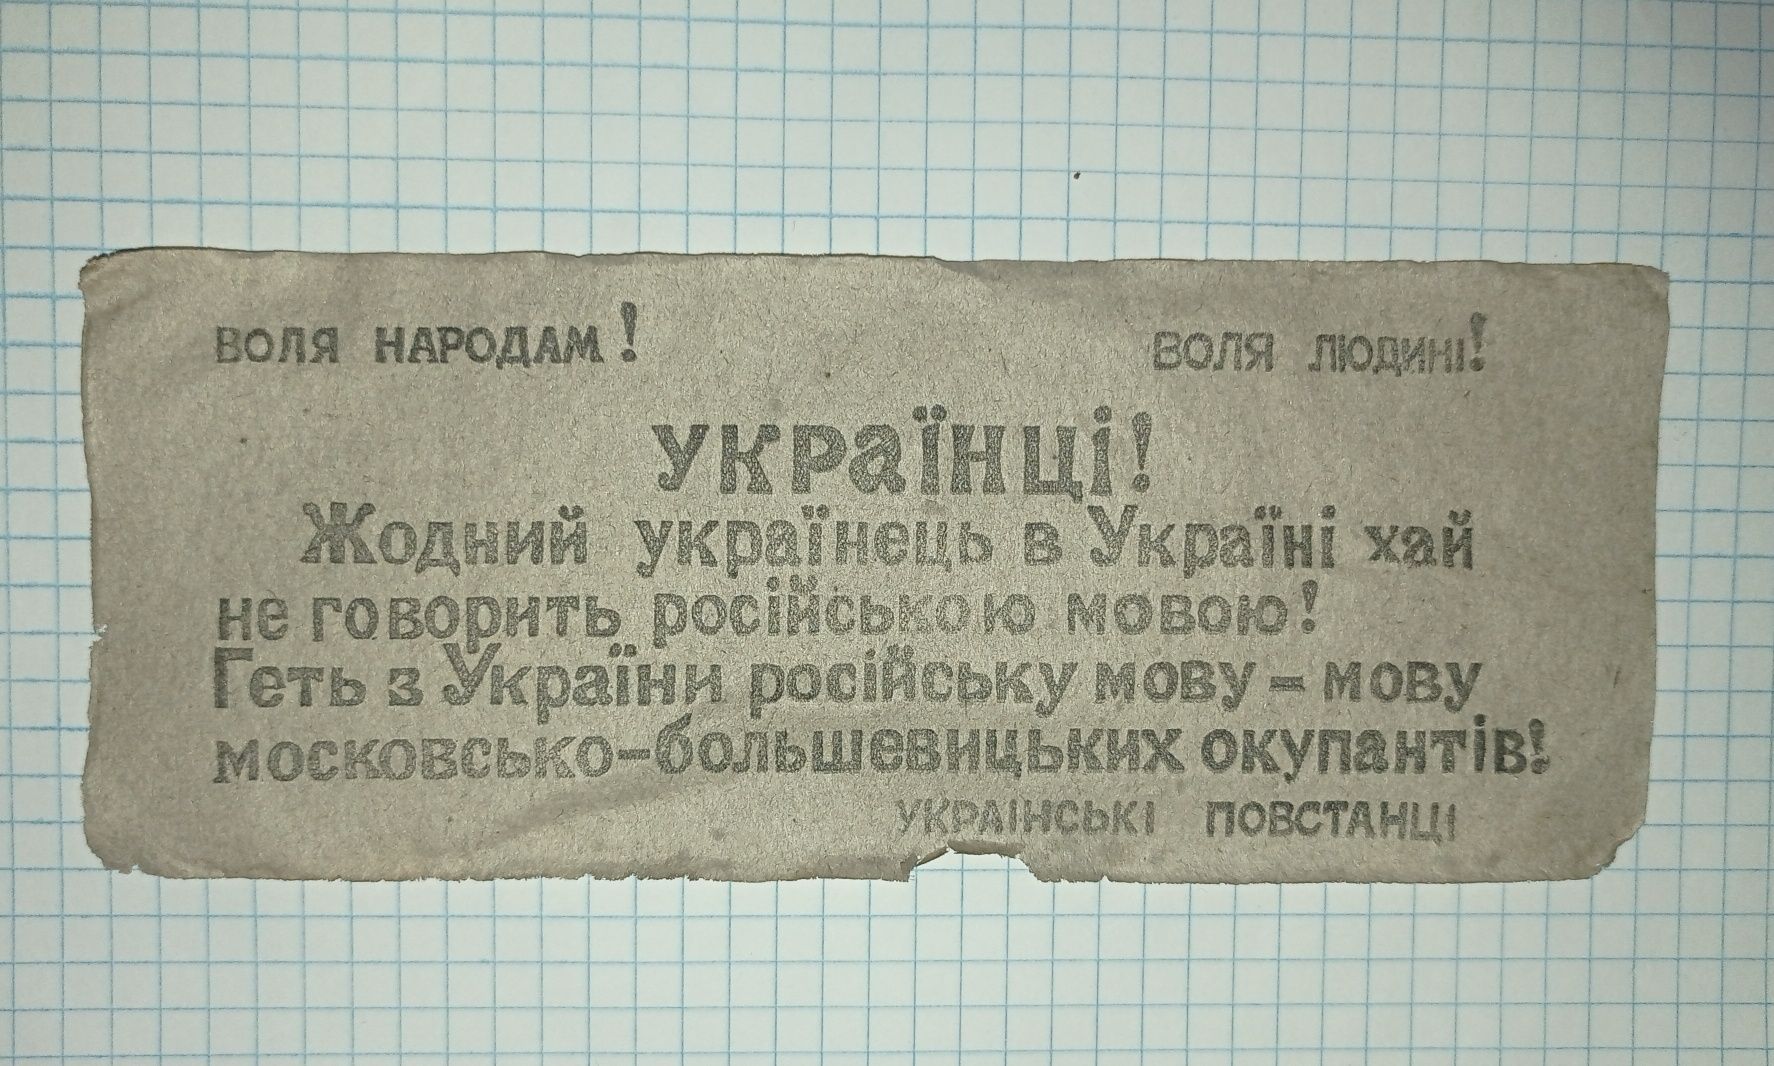 ВОЛЯ НАРОДАМ! ВОЛЯ ЛЮДИНІ!
УКРАЇНЦІ!
Жодний українець в Україні хай
не говорить російською мовою!
Геть з України російську мову – мову
московсько–большевицьких окупантів!
УКРАІНСЬКІ ПОВСТАНЦІ